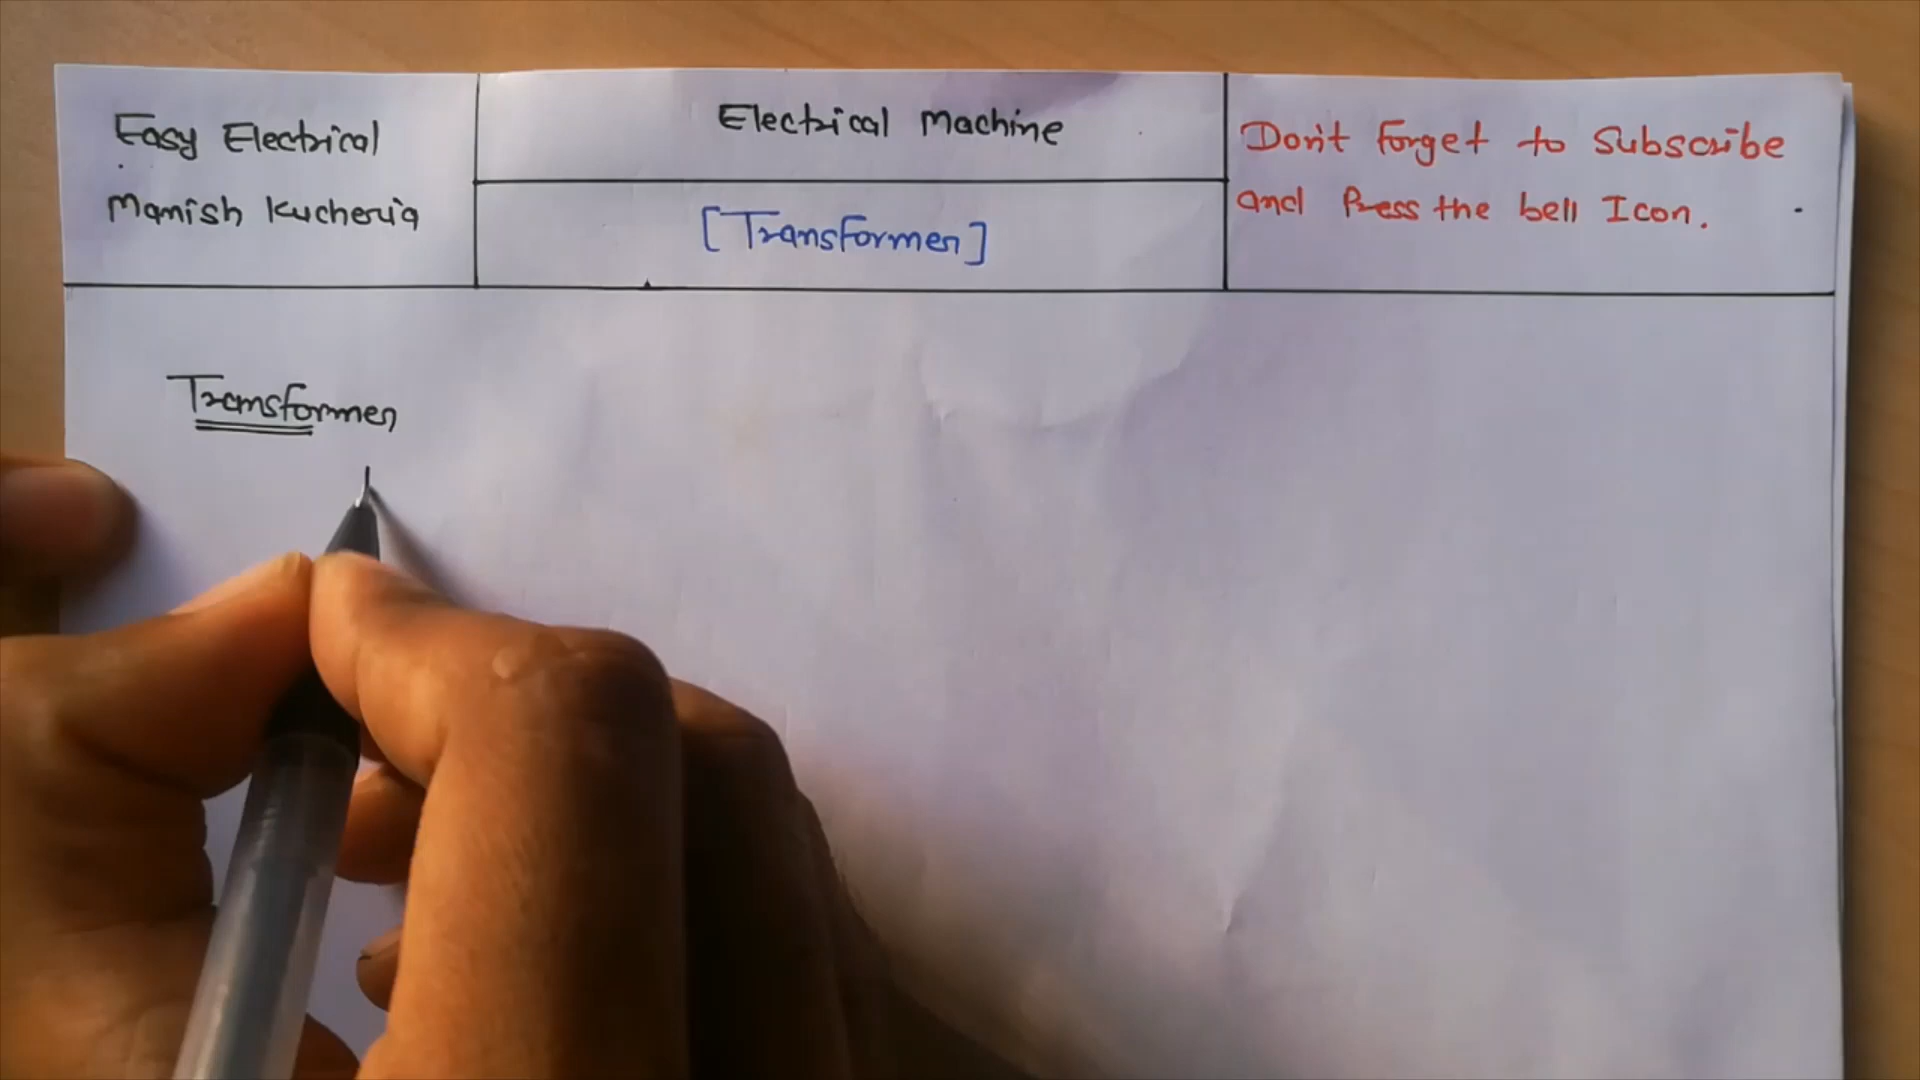 Easy Electrical
Manish Kucheria
Electrical Machine
[Transformer]
Don't forget to Subscribe
and Press the bell Icon.
Transformer